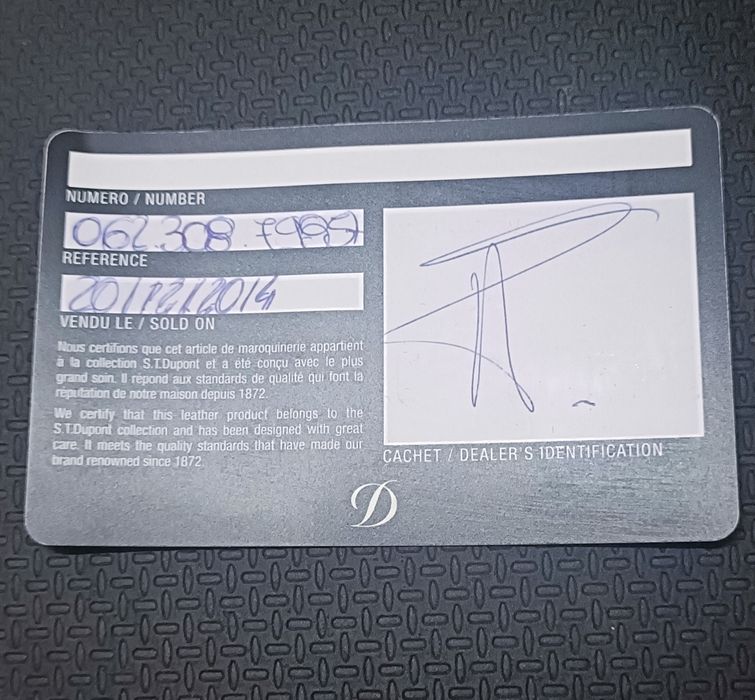 NUMERO / NUMBER
062.308
REFERENCE
20/12/2014
VENDU LE / SOLD ON
Nous certifions que cet article de maroquinerie appartient
à la collection S.T.Dupont et a été conçu avec le plus
grand soin. Il répond aux standards de qualité qui font la
réputation de notre maison depuis 1872.
We certify that this leather product belongs to the
S.T.Dupont collection and has been designed with great
care. It meets the quality standards that have made our
brand renowned since 1872.
CACHET / DEALER'S IDENTIFICATION
D